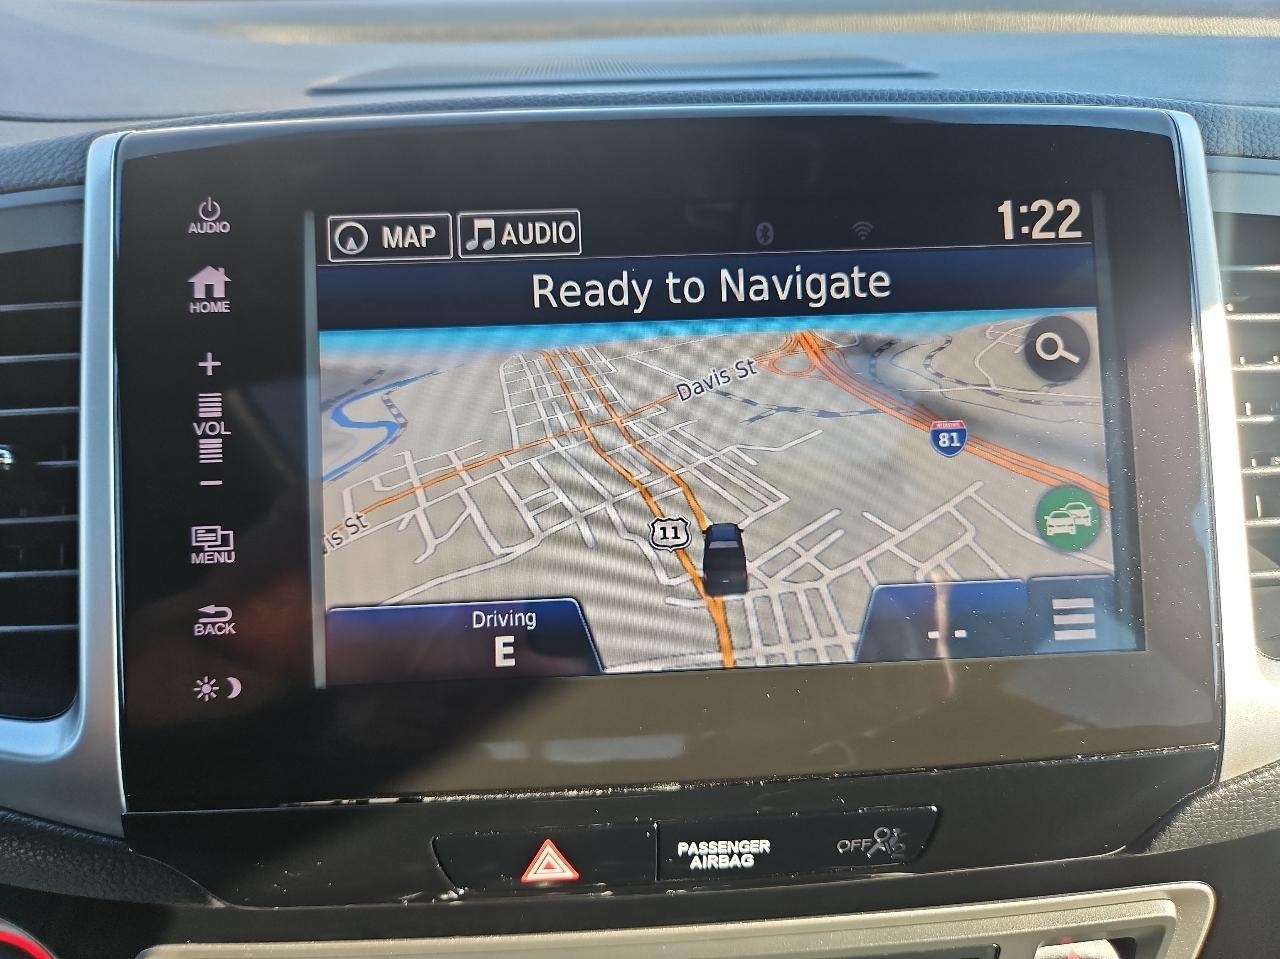 AUDIO
MAP
AUDIO
1:22
Ready to Navigate
HOME
Davis St
INTERSTATE
81
+
VOL
-
is St
11
MENU
Driving
E
--
BACK
PASSENGER
AIRBAG
OFF